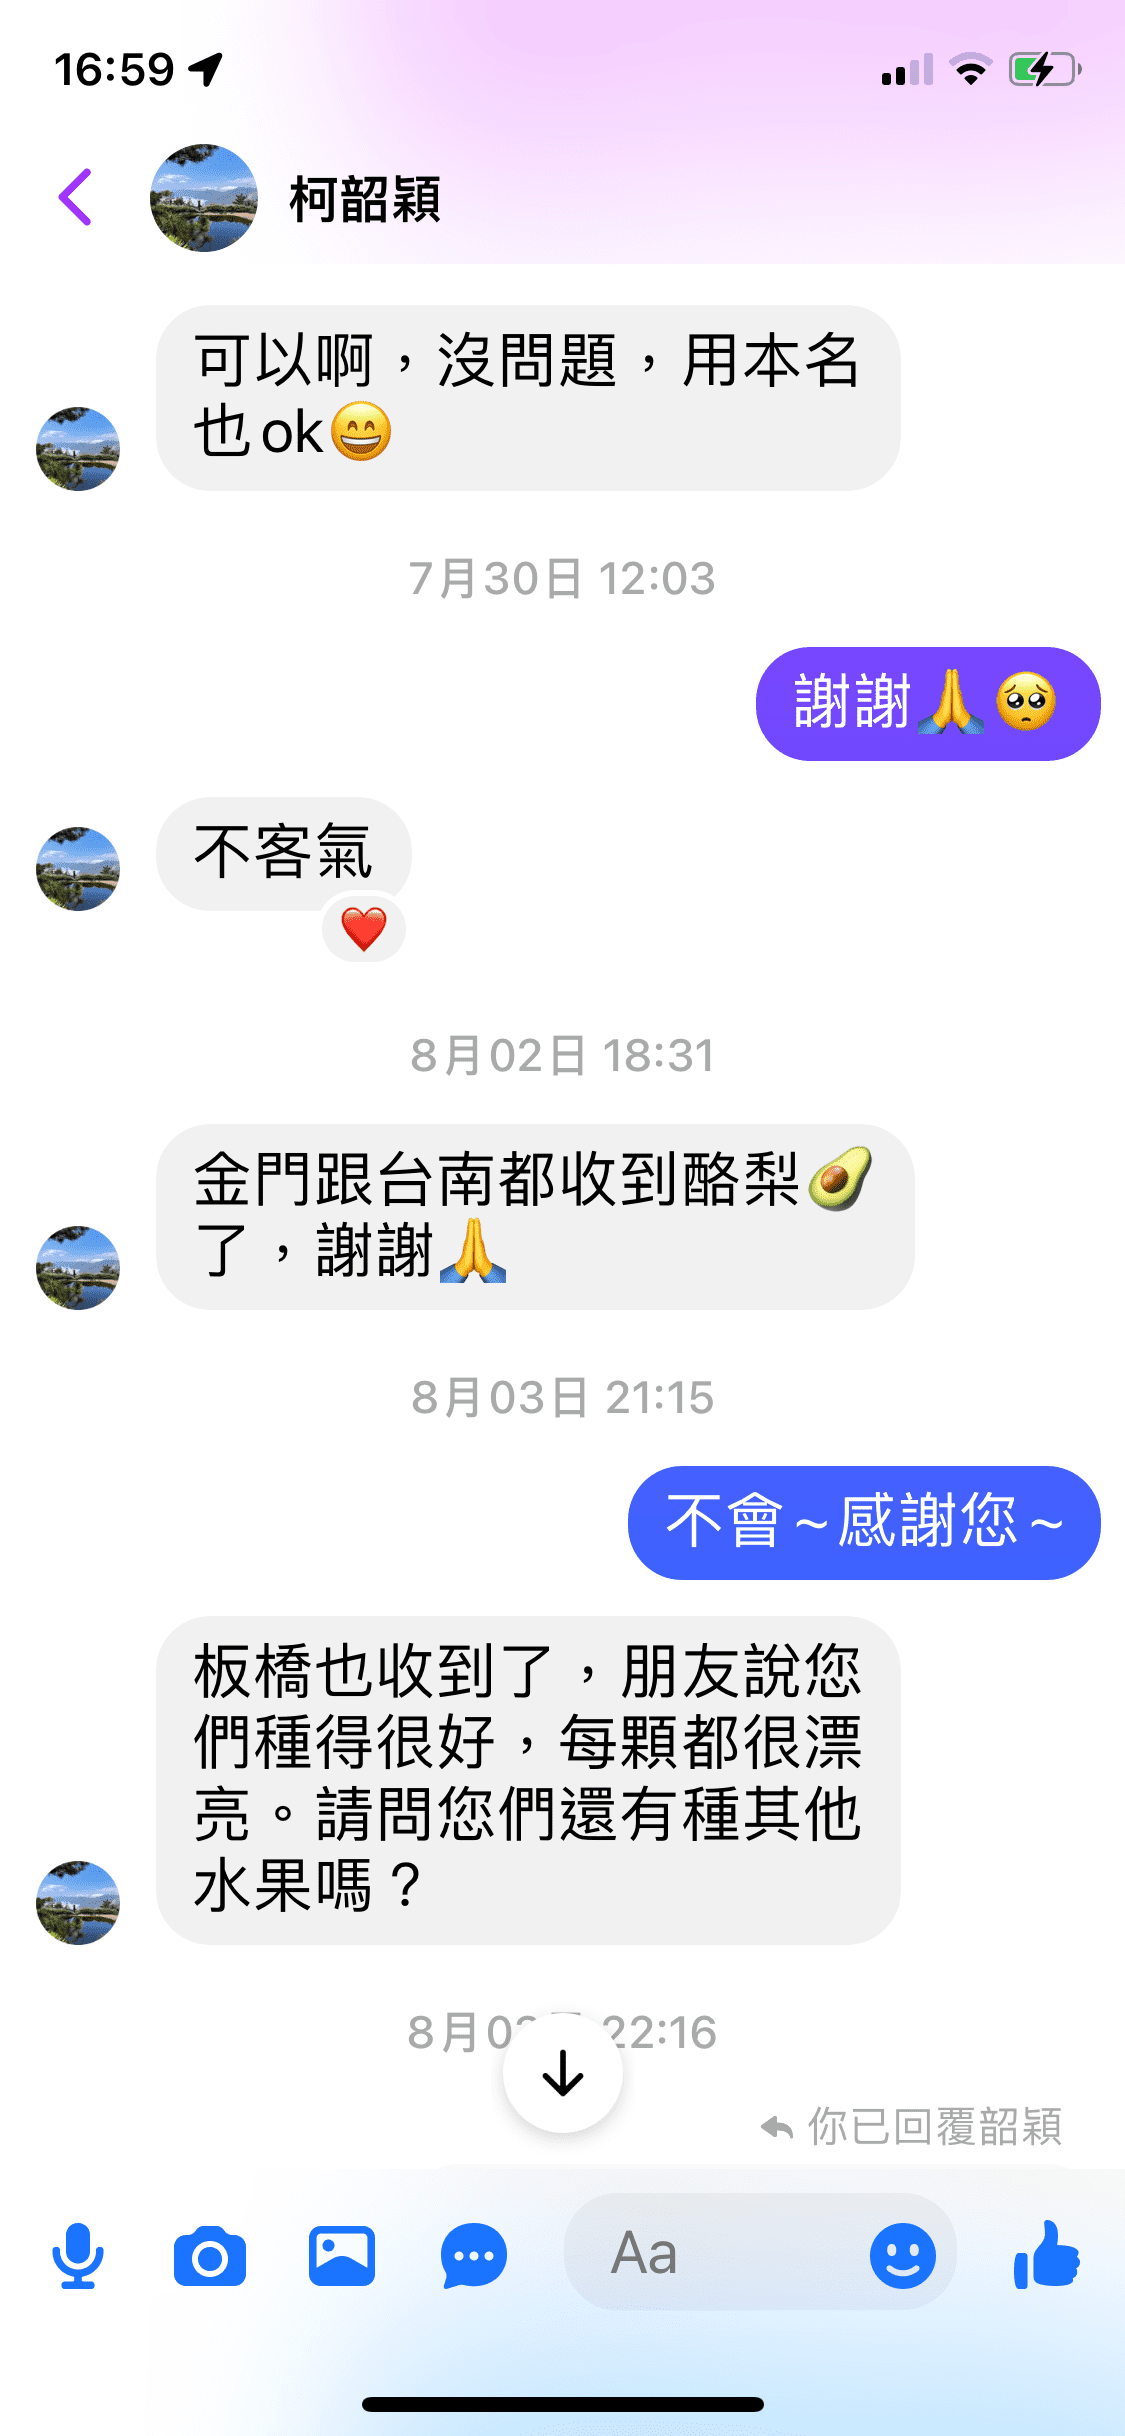 16:59
柯韶穎
可以啊，沒問題，用本名
也ok😄
7月30日 12:03
謝謝🙏🥺
不客氣
❤️
8月02日 18:31
金門跟台南都收到酪梨🥑
了，謝謝🙏
8月03日 21:15
不會~感謝您~
板橋也收到了，朋友說您
們種得很好，每顆都很漂
亮。請問您們還有種其他
水果嗎？
8月0 22:16
你已回覆韶穎
Aa